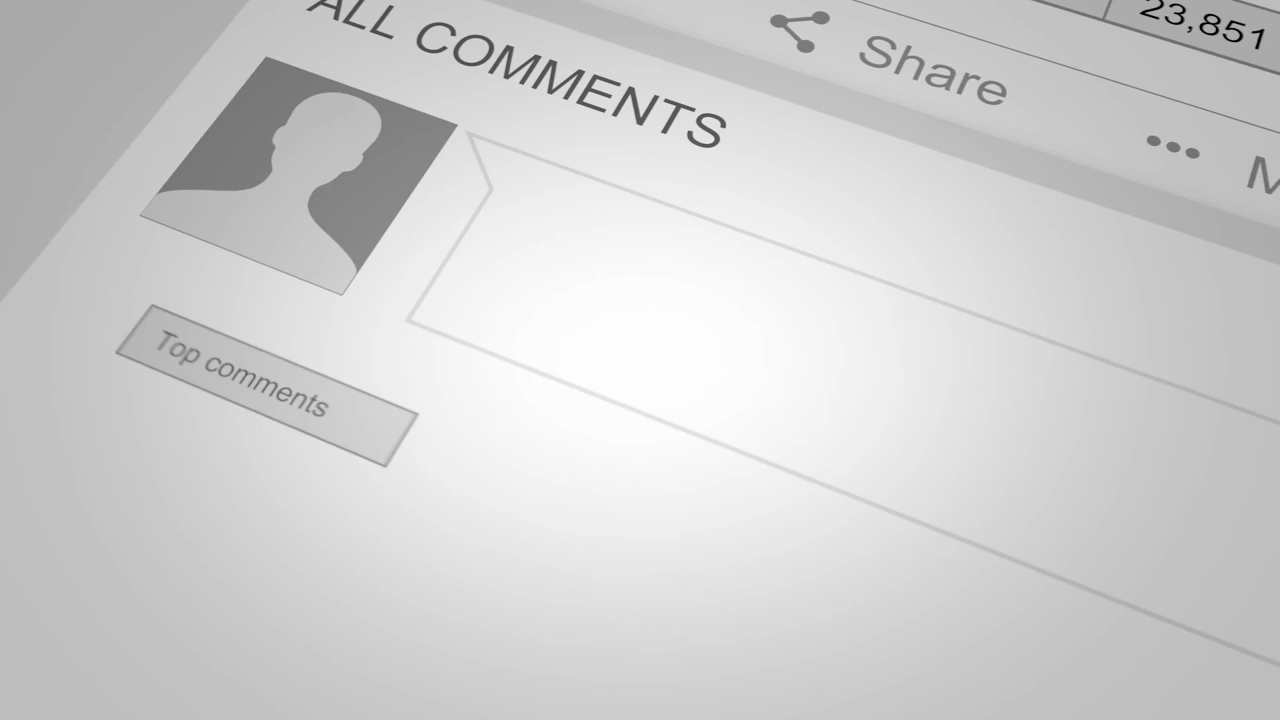 23,851
Share
••• M
ALL COMMENTS
Top comments